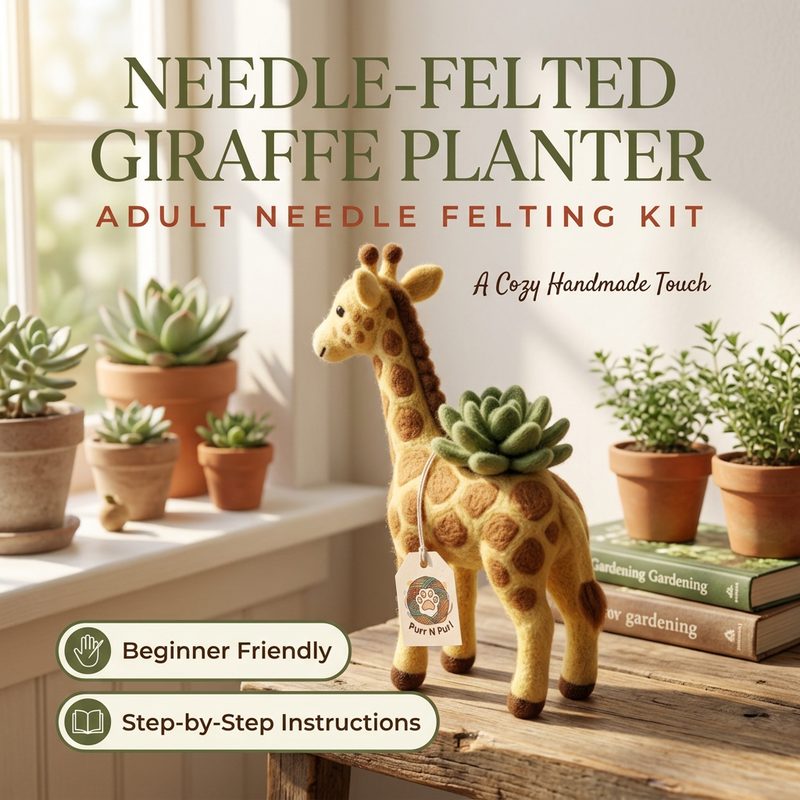 NEEDLE-FELTED
GIRAFFE PLANTER
ADULT NEEDLE FELTING KIT
A Cozy Handmade Touch
Gardening Gardening
gardening
Purr N Purl
Beginner Friendly
Step-by-Step Instructions